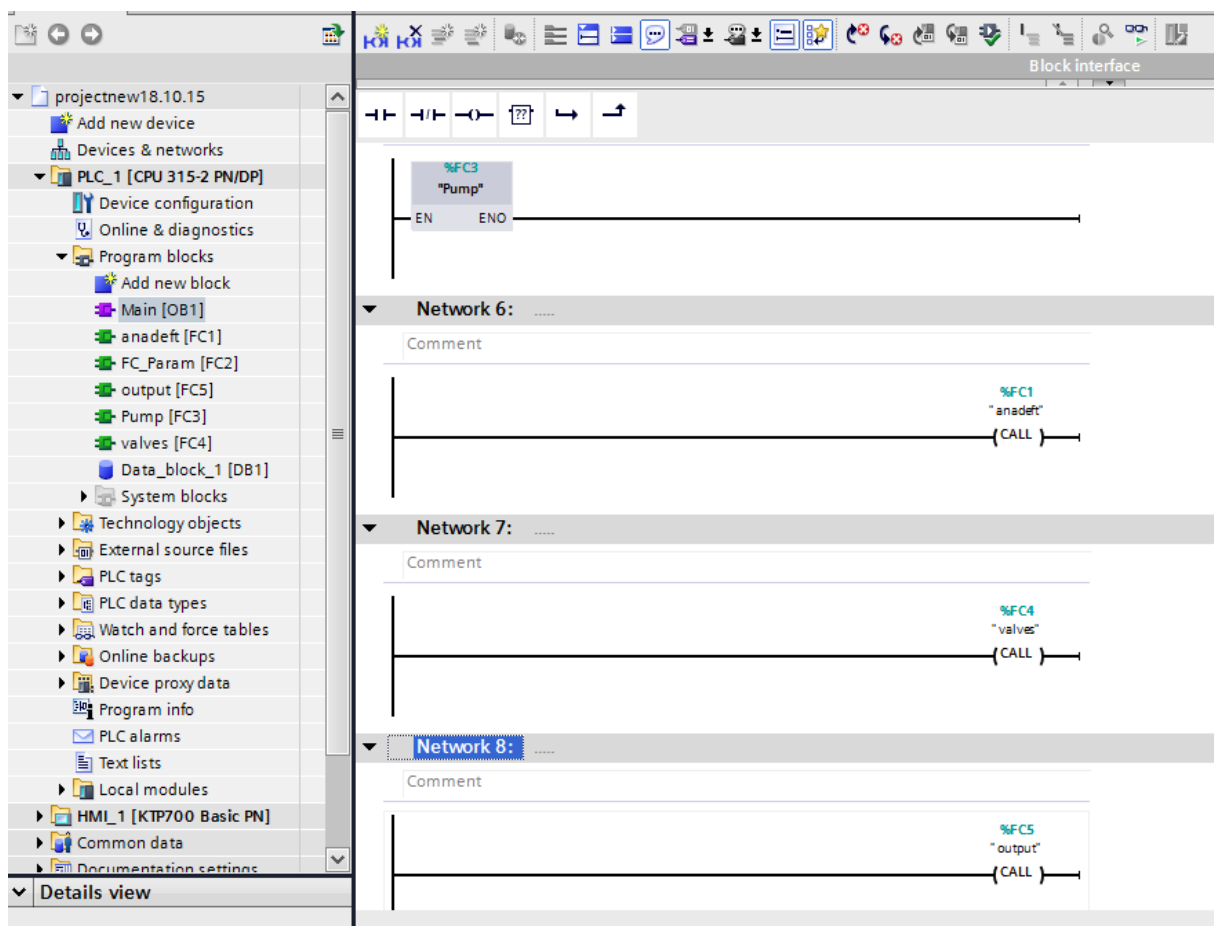 Block interface
projectnew18.10.15
Add new device
Devices & networks
PLC_1 [CPU 315-2 PN/DP]
Device configuration
Online & diagnostics
Program blocks
Add new block
Main [OB1]
anadeft [FC1]
FC_Param [FC2]
output [FC5]
Pump [FC3]
valves [FC4]
Data_block_1 [DB1]
System blocks
Technology objects
External source files
PLC tags
PLC data types
Watch and force tables
Online backups
Device proxy data
Program info
PLC alarms
Text lists
Local modules
HMI_1 [KTP700 Basic PN]
Common data
Documentation settings
Details view
??
%FC3
"Pump"
EN ENO
Network 6: .....
Comment
%FC1
"anadeft"
CALL
Network 7: .....
Comment
%FC4
"valves"
CALL
Network 8: .....
Comment
%FC5
"output"
CALL